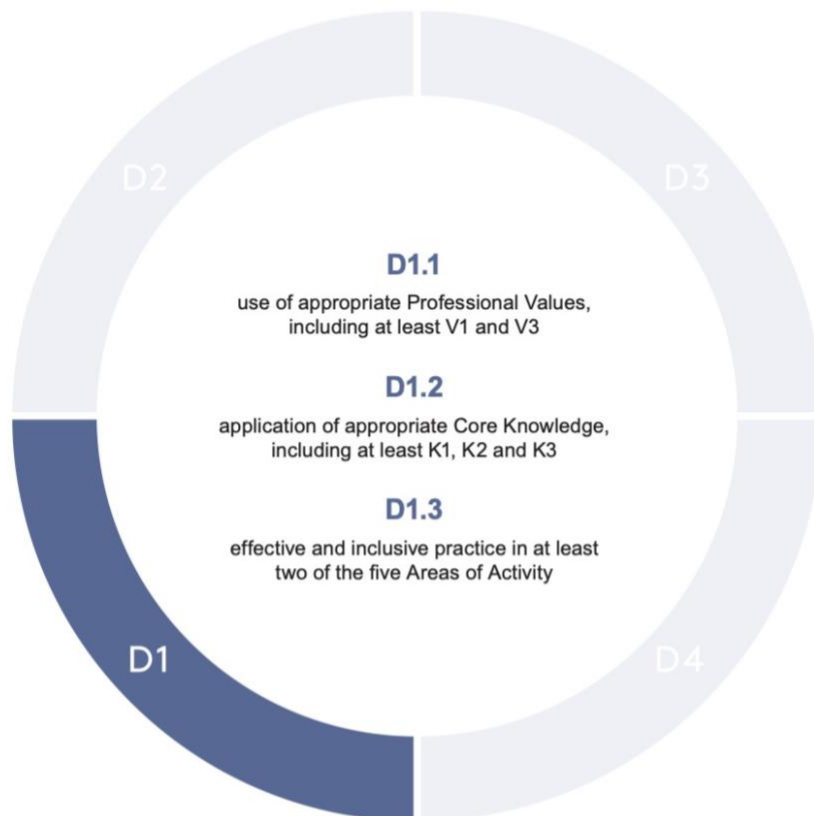 D2
D3
D1.1
use of appropriate Professional Values,
including at least V1 and V3
D1.2
application of appropriate Core Knowledge,
including at least K1, K2 and K3
D1.3
effective and inclusive practice in at least
two of the five Areas of Activity
D1
D4